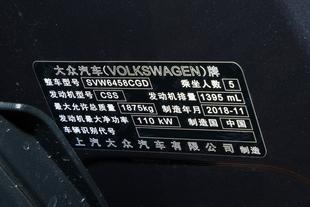 大众汽车(VOLKSWAGEN)牌
整车型号 SVW6458CGD 乘坐人数 5
发动机型号 CSS 发动机排量 1395 mL
最大允许总质量 1875kg 制造年月 2018-11
发动机最大净功率 110 kW 制造国 中国
车辆识别代号
上汽大众汽车有限公司 制造